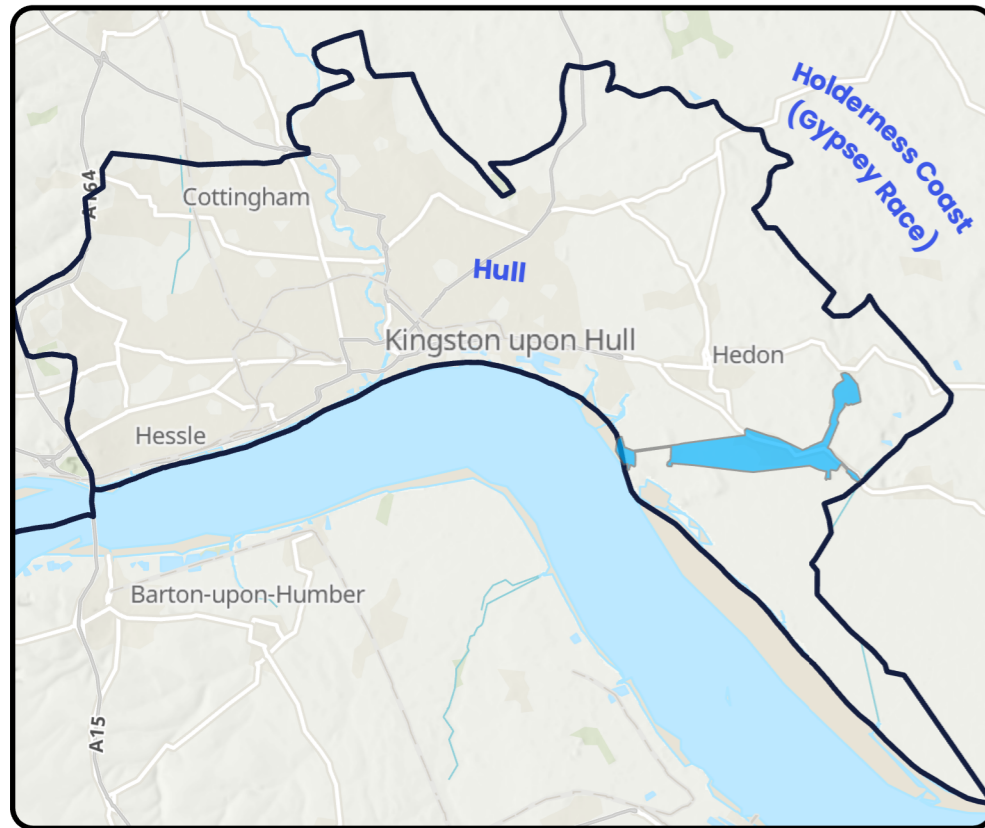 Holderness Coast
(Gypsey Race)
A164
Cottingham
Hull
Kingston upon Hull
Hedon
Hessle
Barton-upon-Humber
A15